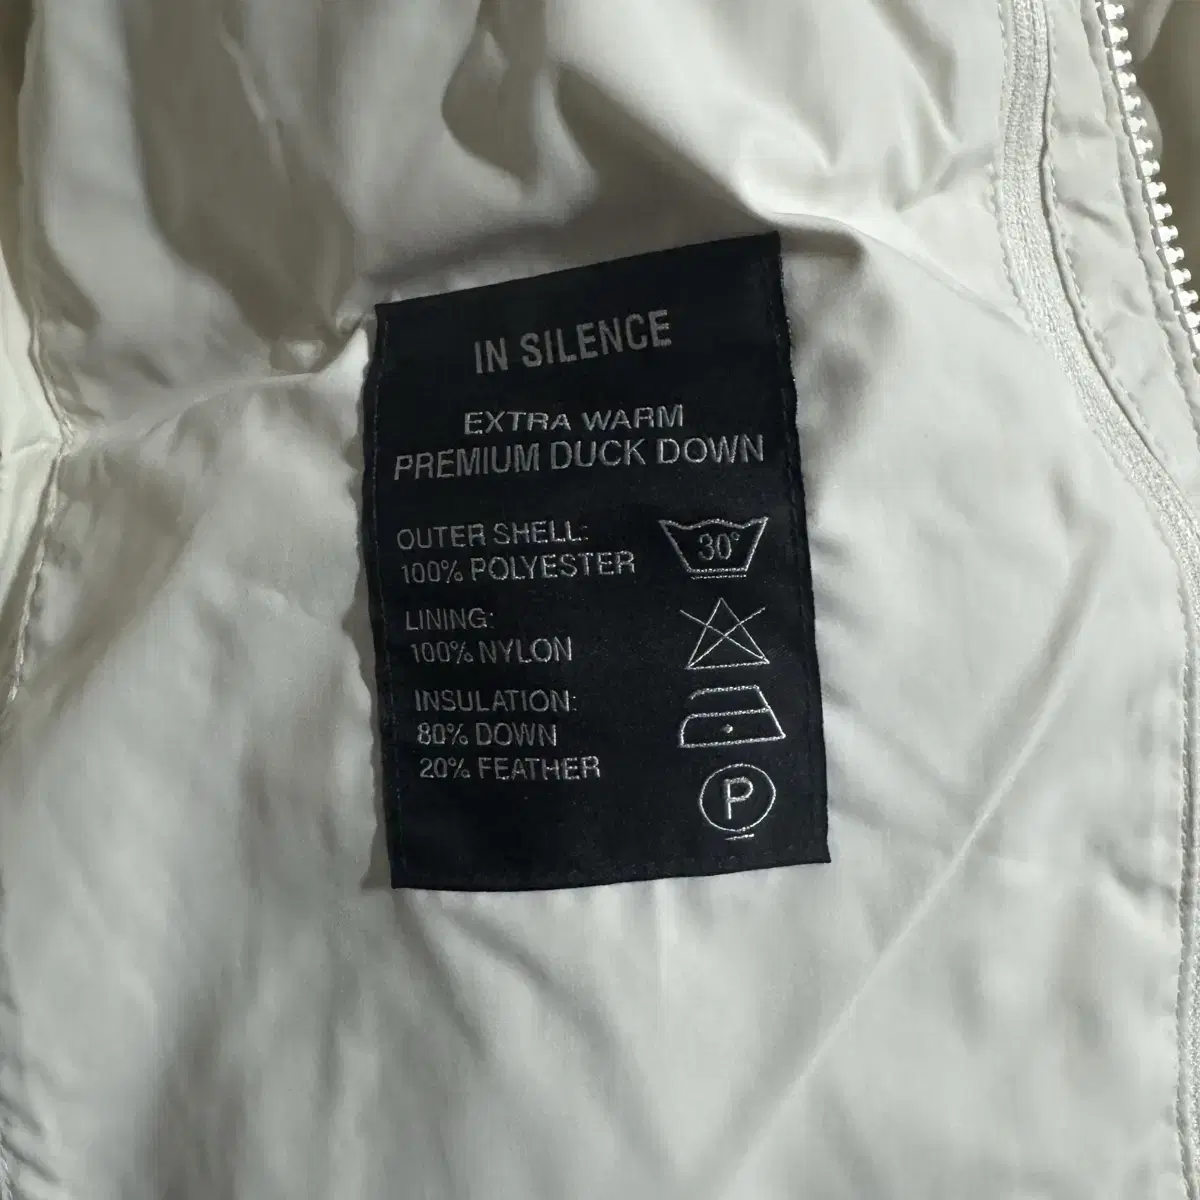 IN SILENCE
EXTRA WARM
PREMIUM DUCK DOWN
OUTER SHELL:
100% POLYESTER
30°
LINING:
100% NYLON
INSULATION:
80% DOWN
20% FEATHER
P